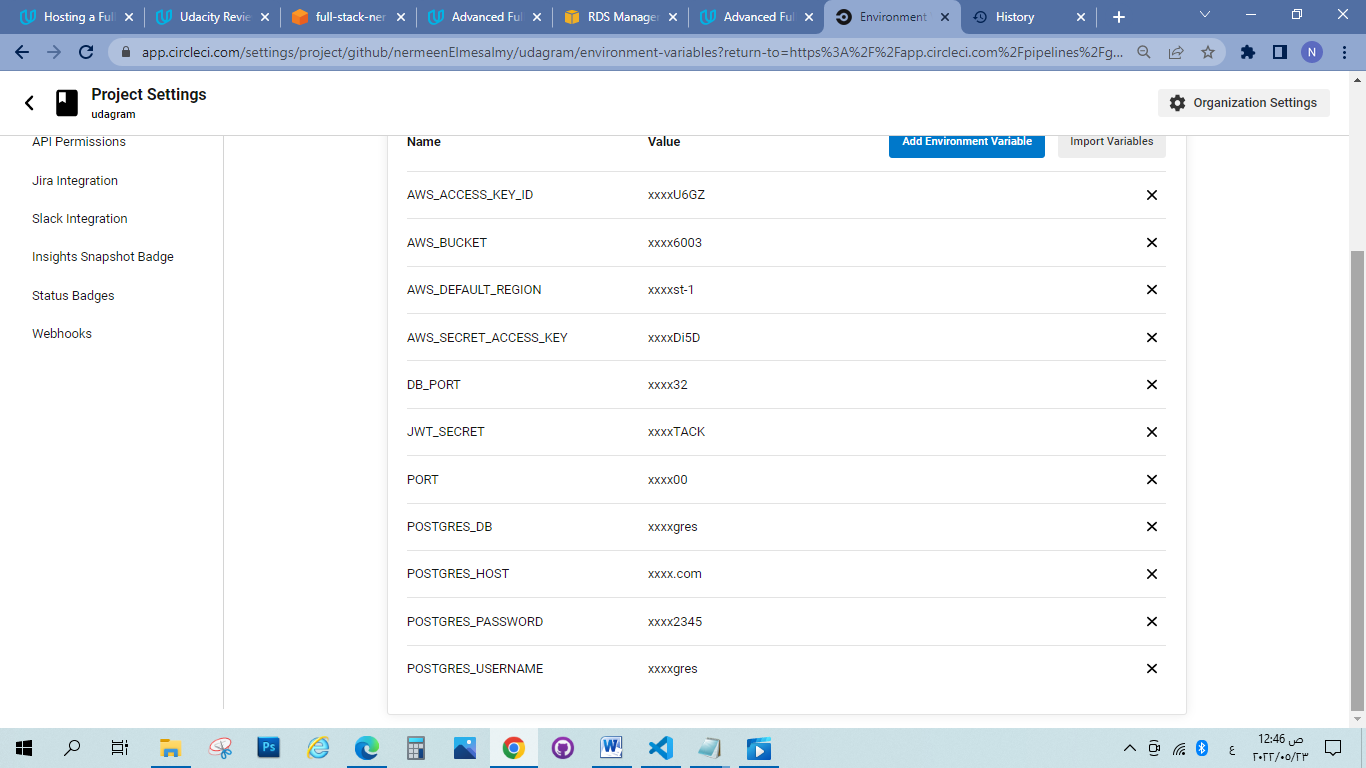 Hosting a Full
Udacity Revie
full-stack-ner
Advanced Ful
RDS Manage
Advanced Ful
Environment
History
app.circleci.com/settings/project/github/nermeenElmesalmy/udagram/environment-variables?return-to=https%3A%2F%2Fapp.circleci.com%2Fpipelines%2Fg...
N
Project Settings
udagram
Organization Settings
API Permissions
Jira Integration
Slack Integration
Insights Snapshot Badge
Status Badges
Webhooks
Name Value Add Environment Variable Import Variables
AWS_ACCESS_KEY_ID xxxxU6GZ
AWS_BUCKET xxxx6003
AWS_DEFAULT_REGION xxxxst-1
AWS_SECRET_ACCESS_KEY xxxxDi5D
DB_PORT xxxx32
JWT_SECRET xxxxTACK
PORT xxxx00
POSTGRES_DB xxxxgres
POSTGRES_HOST xxxx.com
POSTGRES_PASSWORD xxxx2345
POSTGRES_USERNAME xxxxgres
Ps
ع
12:46 ص
٢٠٢٢/٠٥/٢٣